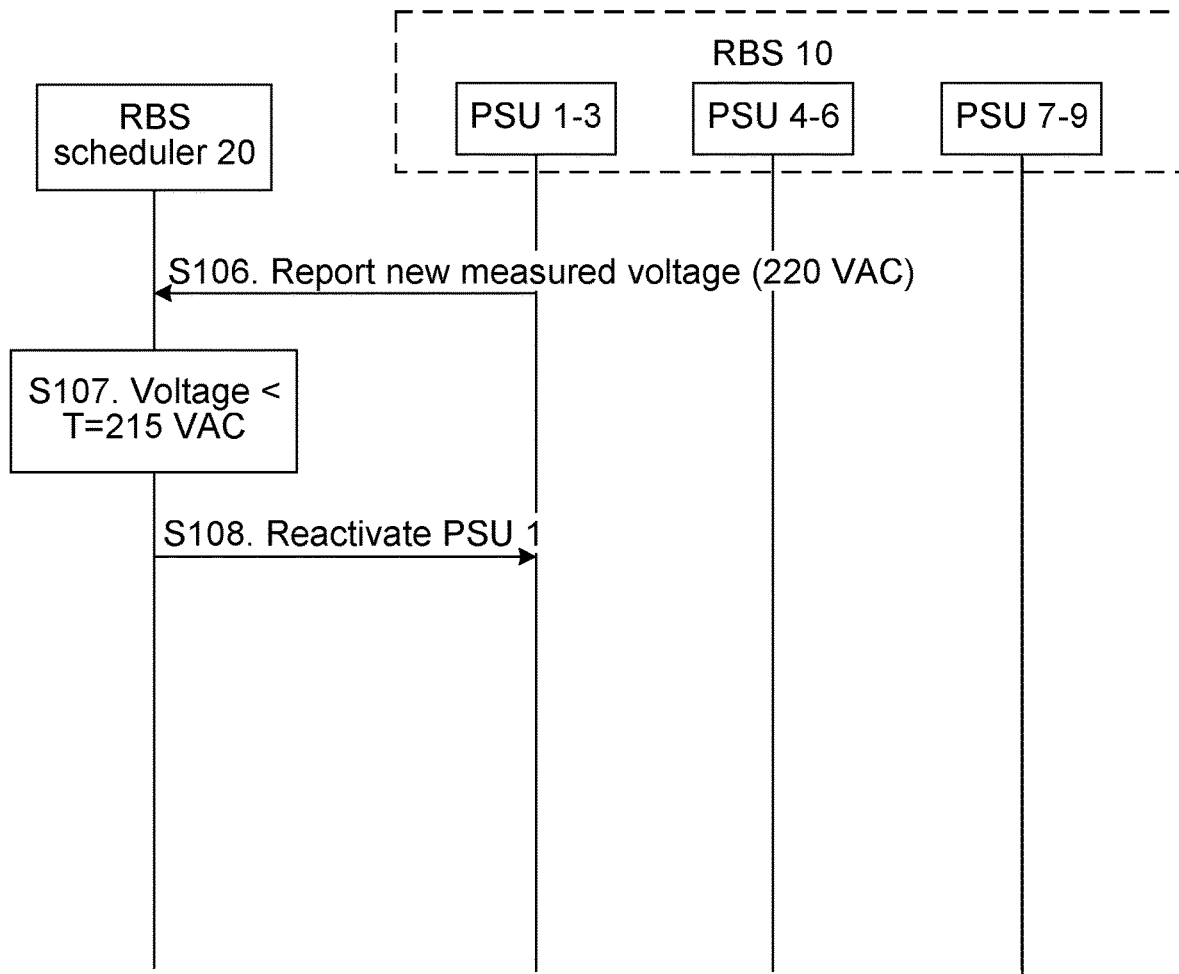 RBS 10
RBS
scheduler 20
PSU 1-3
PSU 4-6
PSU 7-9
S106. Report new measured voltage (220 VAC)
S107. Voltage <
T=215 VAC
S108. Reactivate PSU 1